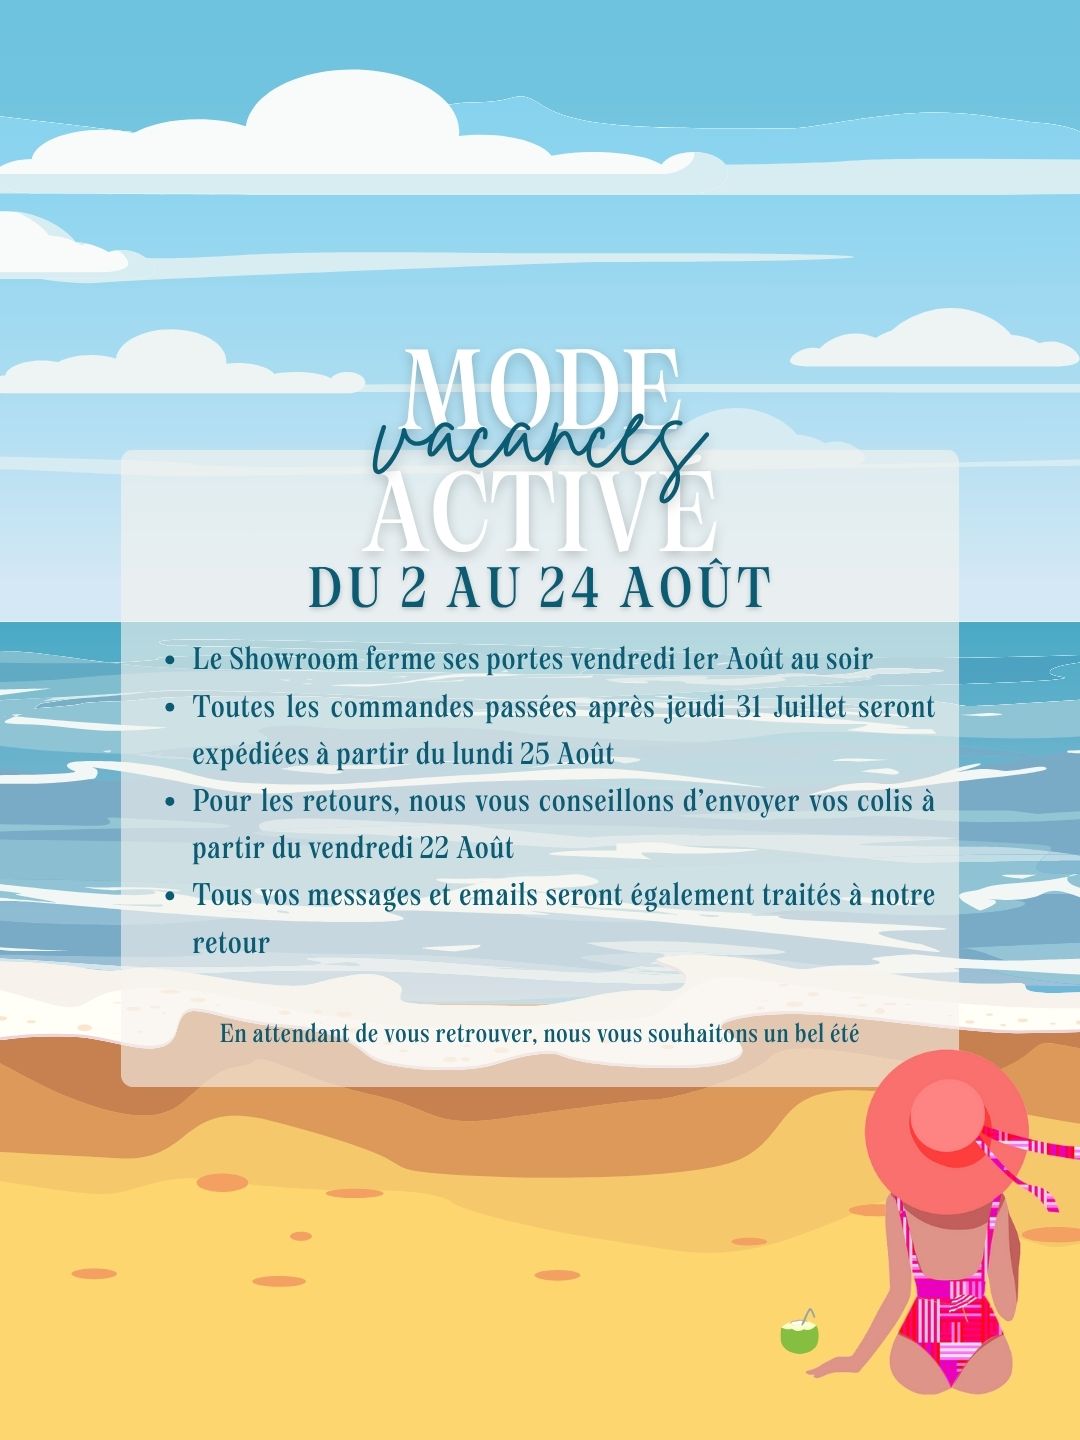 MODE
vacances
ACTIVÉ
DU 2 AU 24 AOÛT
• Le Showroom ferme ses portes vendredi 1er Août au soir
• Toutes les commandes passées après jeudi 31 Juillet seront
expédiées à partir du lundi 25 Août
• Pour les retours, nous vous conseillons d’envoyer vos colis à
partir du vendredi 22 Août
• Tous vos messages et emails seront également traités à notre
retour
En attendant de vous retrouver, nous vous souhaitons un bel été